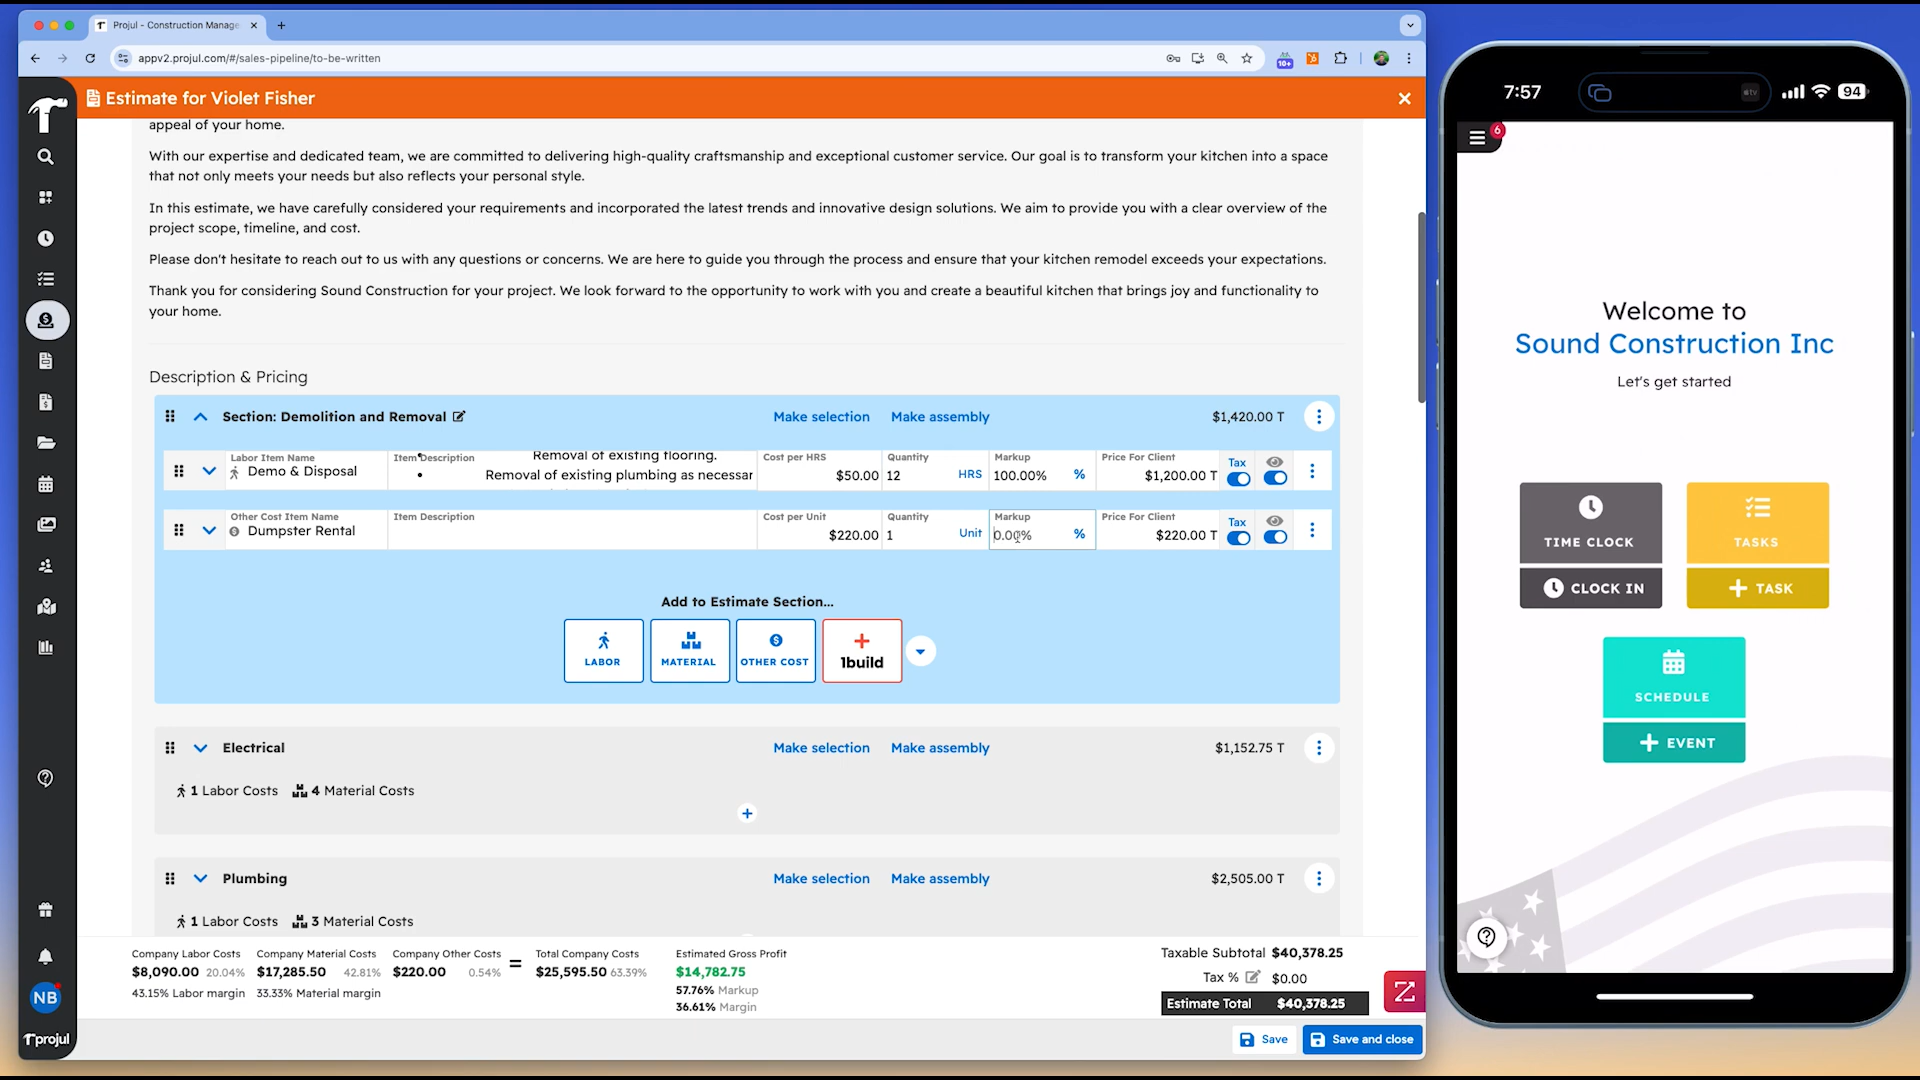 Projul - Construction Manage
appv2.projul.com/#/sales-pipeline/to-be-written
10+
Estimate for Violet Fisher
appeal of your home.
With our expertise and dedicated team, we are committed to delivering high-quality craftsmanship and exceptional customer service. Our goal is to transform your kitchen into a space
that not only meets your needs but also reflects your personal style.
In this estimate, we have carefully considered your requirements and incorporated the latest trends and innovative design solutions. We aim to provide you with a clear overview of the
project scope, timeline, and cost.
Please don't hesitate to reach out to us with any questions or concerns. We are here to guide you through the process and ensure that your kitchen remodel exceeds your expectations.
Thank you for considering Sound Construction for your project. We look forward to the opportunity to work with you and create a beautiful kitchen that brings joy and functionality to
your home.
Description & Pricing
Section: Demolition and Removal Make selection Make assembly $1,420.00 T
Labor Item Name Item Description Removal of existing flooring. Cost per HRS Quantity Markup Price For Client Tax
Demo & Disposal • Removal of existing plumbing as necessar $50.00 12 HRS 100.00% % $1,200.00 T
Other Cost Item Name Item Description Cost per Unit Quantity Markup Price For Client Tax
Dumpster Rental $220.00 1 Unit 0.00% % $220.00 T
Add to Estimate Section...
LABOR MATERIAL OTHER COST 1build
Electrical Make selection Make assembly $1,152.75 T
1 Labor Costs 4 Material Costs
Plumbing Make selection Make assembly $2,505.00 T
1 Labor Costs 3 Material Costs
Company Labor Costs Company Material Costs Company Other Costs = Total Company Costs Estimated Gross Profit Taxable Subtotal $40,378.25
$8,090.00 20.04% $17,285.50 42.81% $220.00 0.54% $25,595.50 63.39% $14,782.75 Tax % $0.00
43.15% Labor margin 33.33% Material margin 57.76% Markup
36.61% Margin
Estimate Total $40,378.25
Save Save and close
NB
projul
7:57 tv 94
6
Welcome to
Sound Construction Inc
Let's get started
TIME CLOCK TASKS
CLOCK IN + TASK
SCHEDULE
+ EVENT